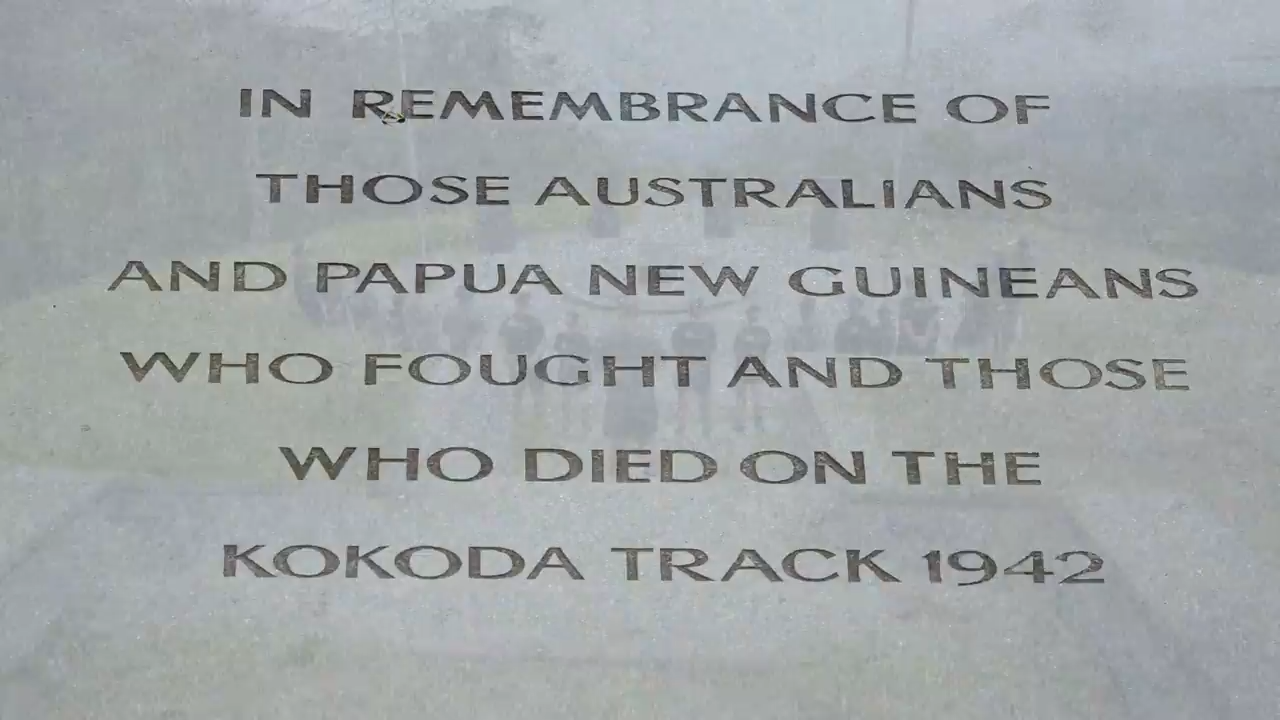 IN REMEMBRANCE OF
THOSE AUSTRALIANS
AND PAPUA NEW GUINEANS
WHO FOUGHT AND THOSE
WHO DIED ON THE
KOKODA TRACK 1942